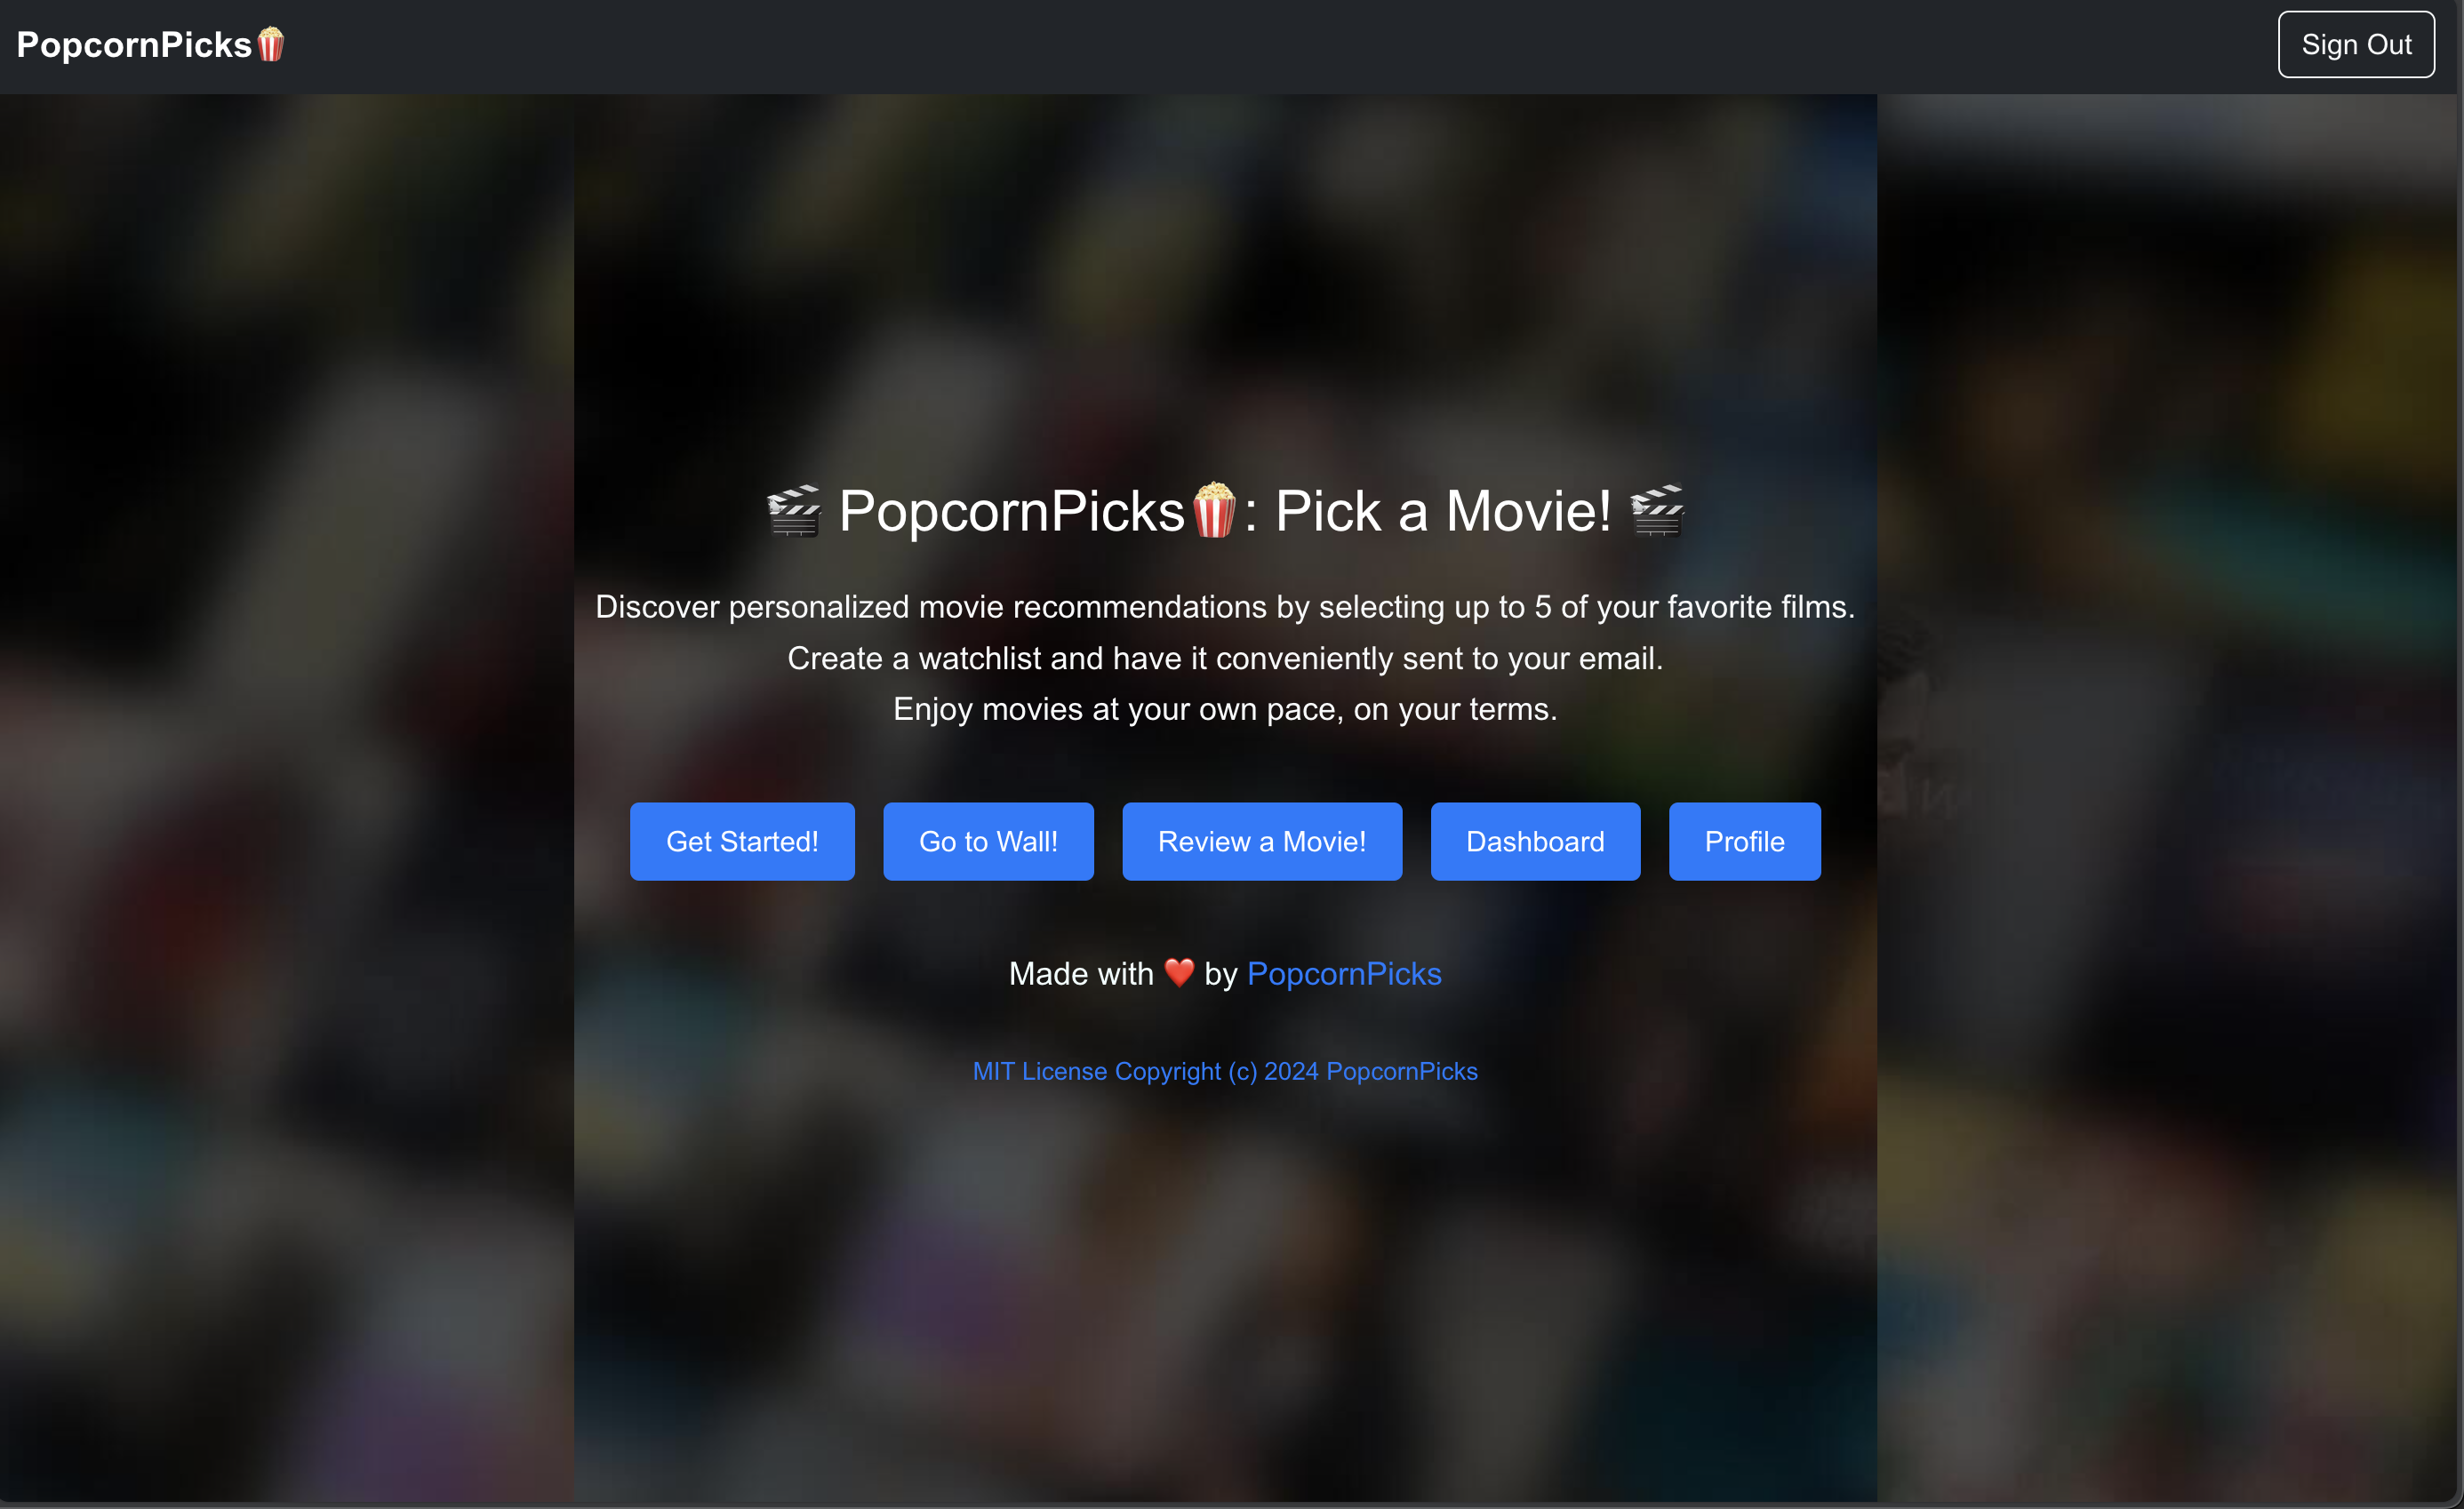 PopcornPicks🍿
Sign Out
🎬 PopcornPicks🍿: Pick a Movie! 🎬
Discover personalized movie recommendations by selecting up to 5 of your favorite films.
Create a watchlist and have it conveniently sent to your email.
Enjoy movies at your own pace, on your terms.
Get Started! Go to Wall! Review a Movie! Dashboard Profile
Made with ❤️ by PopcornPicks
MIT License Copyright (c) 2024 PopcornPicks